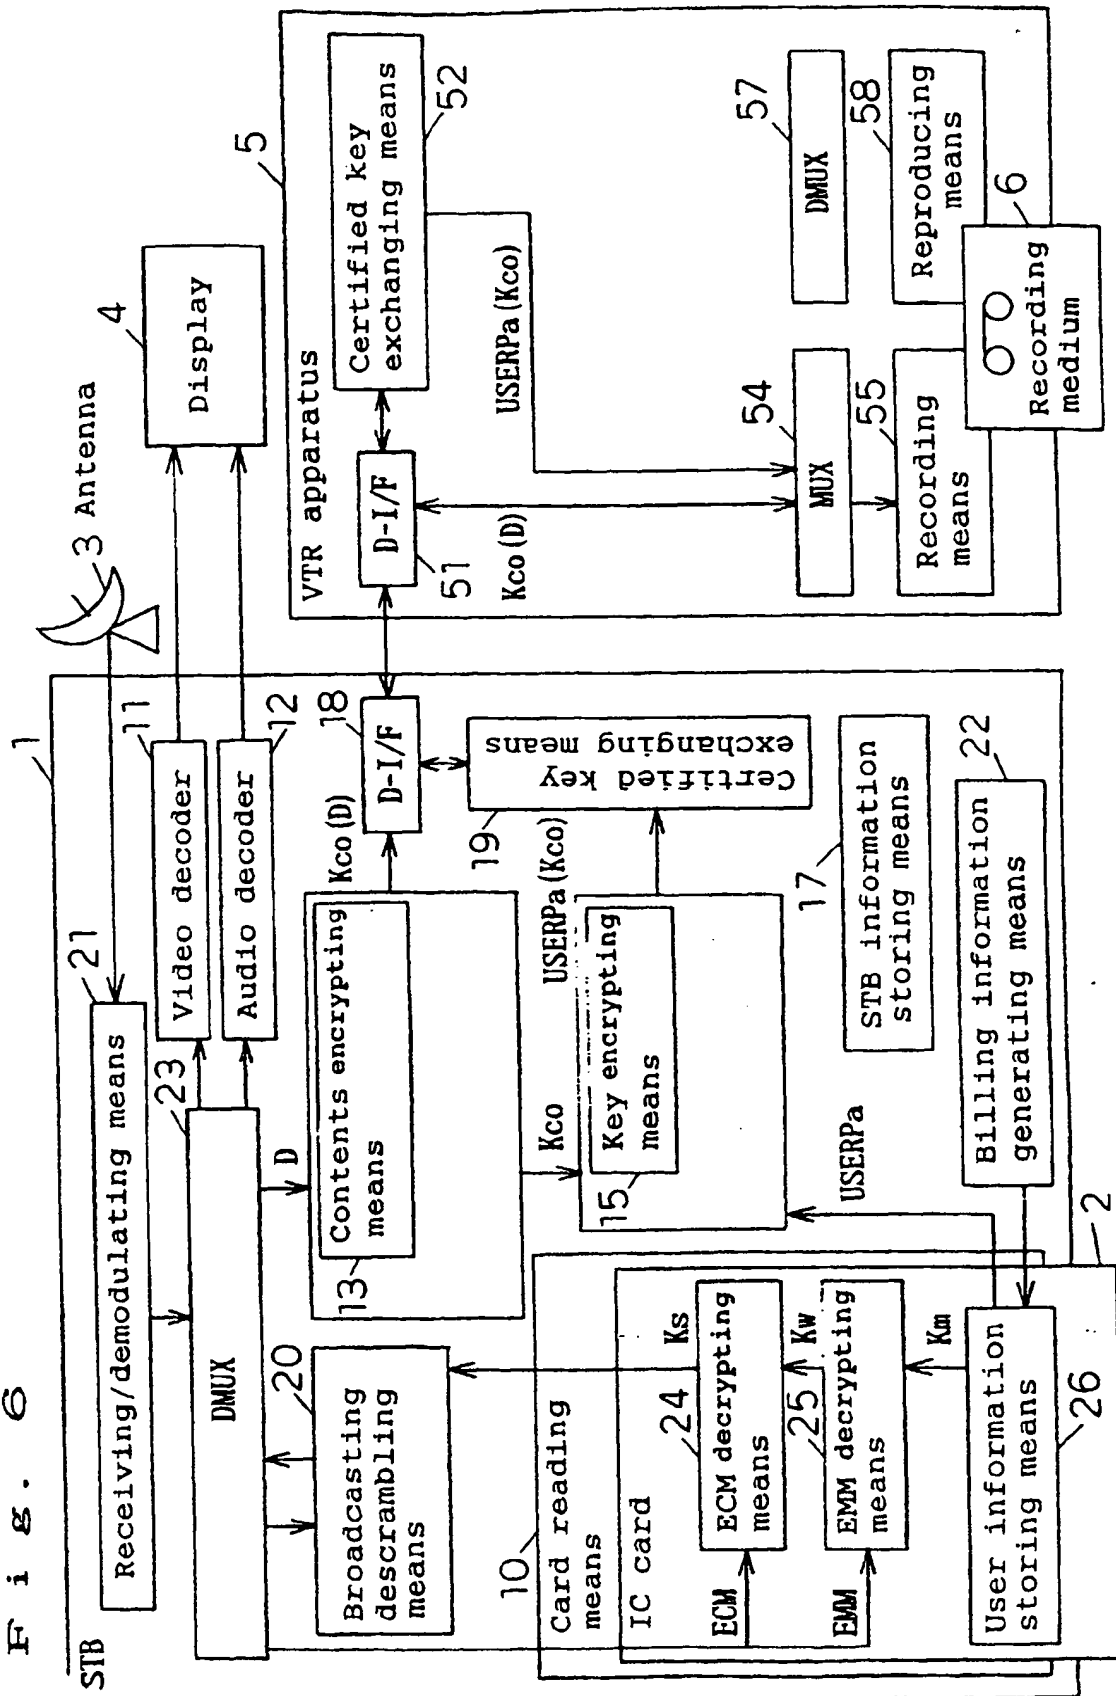 Fig. 6
STB
1
21
Receiving/demodulating means
3 Antenna
4
Display
23
DMUX
11
Video decoder
12
Audio decoder
20
Broadcasting
descrambling
means
D
13
Contents encrypting
means
Kco(D)
18
D-I/F
19
Certified key
exchanging means
Kco
USERPa(Kco)
15
Key encrypting
means
10
Card reading
means
IC card
2
24
Ks
ECM decrypting
means
ECM
25
Kw
EMM decrypting
means
EMM
Km
User information
storing means
26
USERPa
17
STB information
storing means
22
Billing information
generating means
5
VTR apparatus
51
D-I/F
52
Certified key
exchanging means
Kco(D)
USERPa(Kco)
54
MUX
57
DMUX
55
Recording
means
58
Reproducing
means
6
Recording
medium